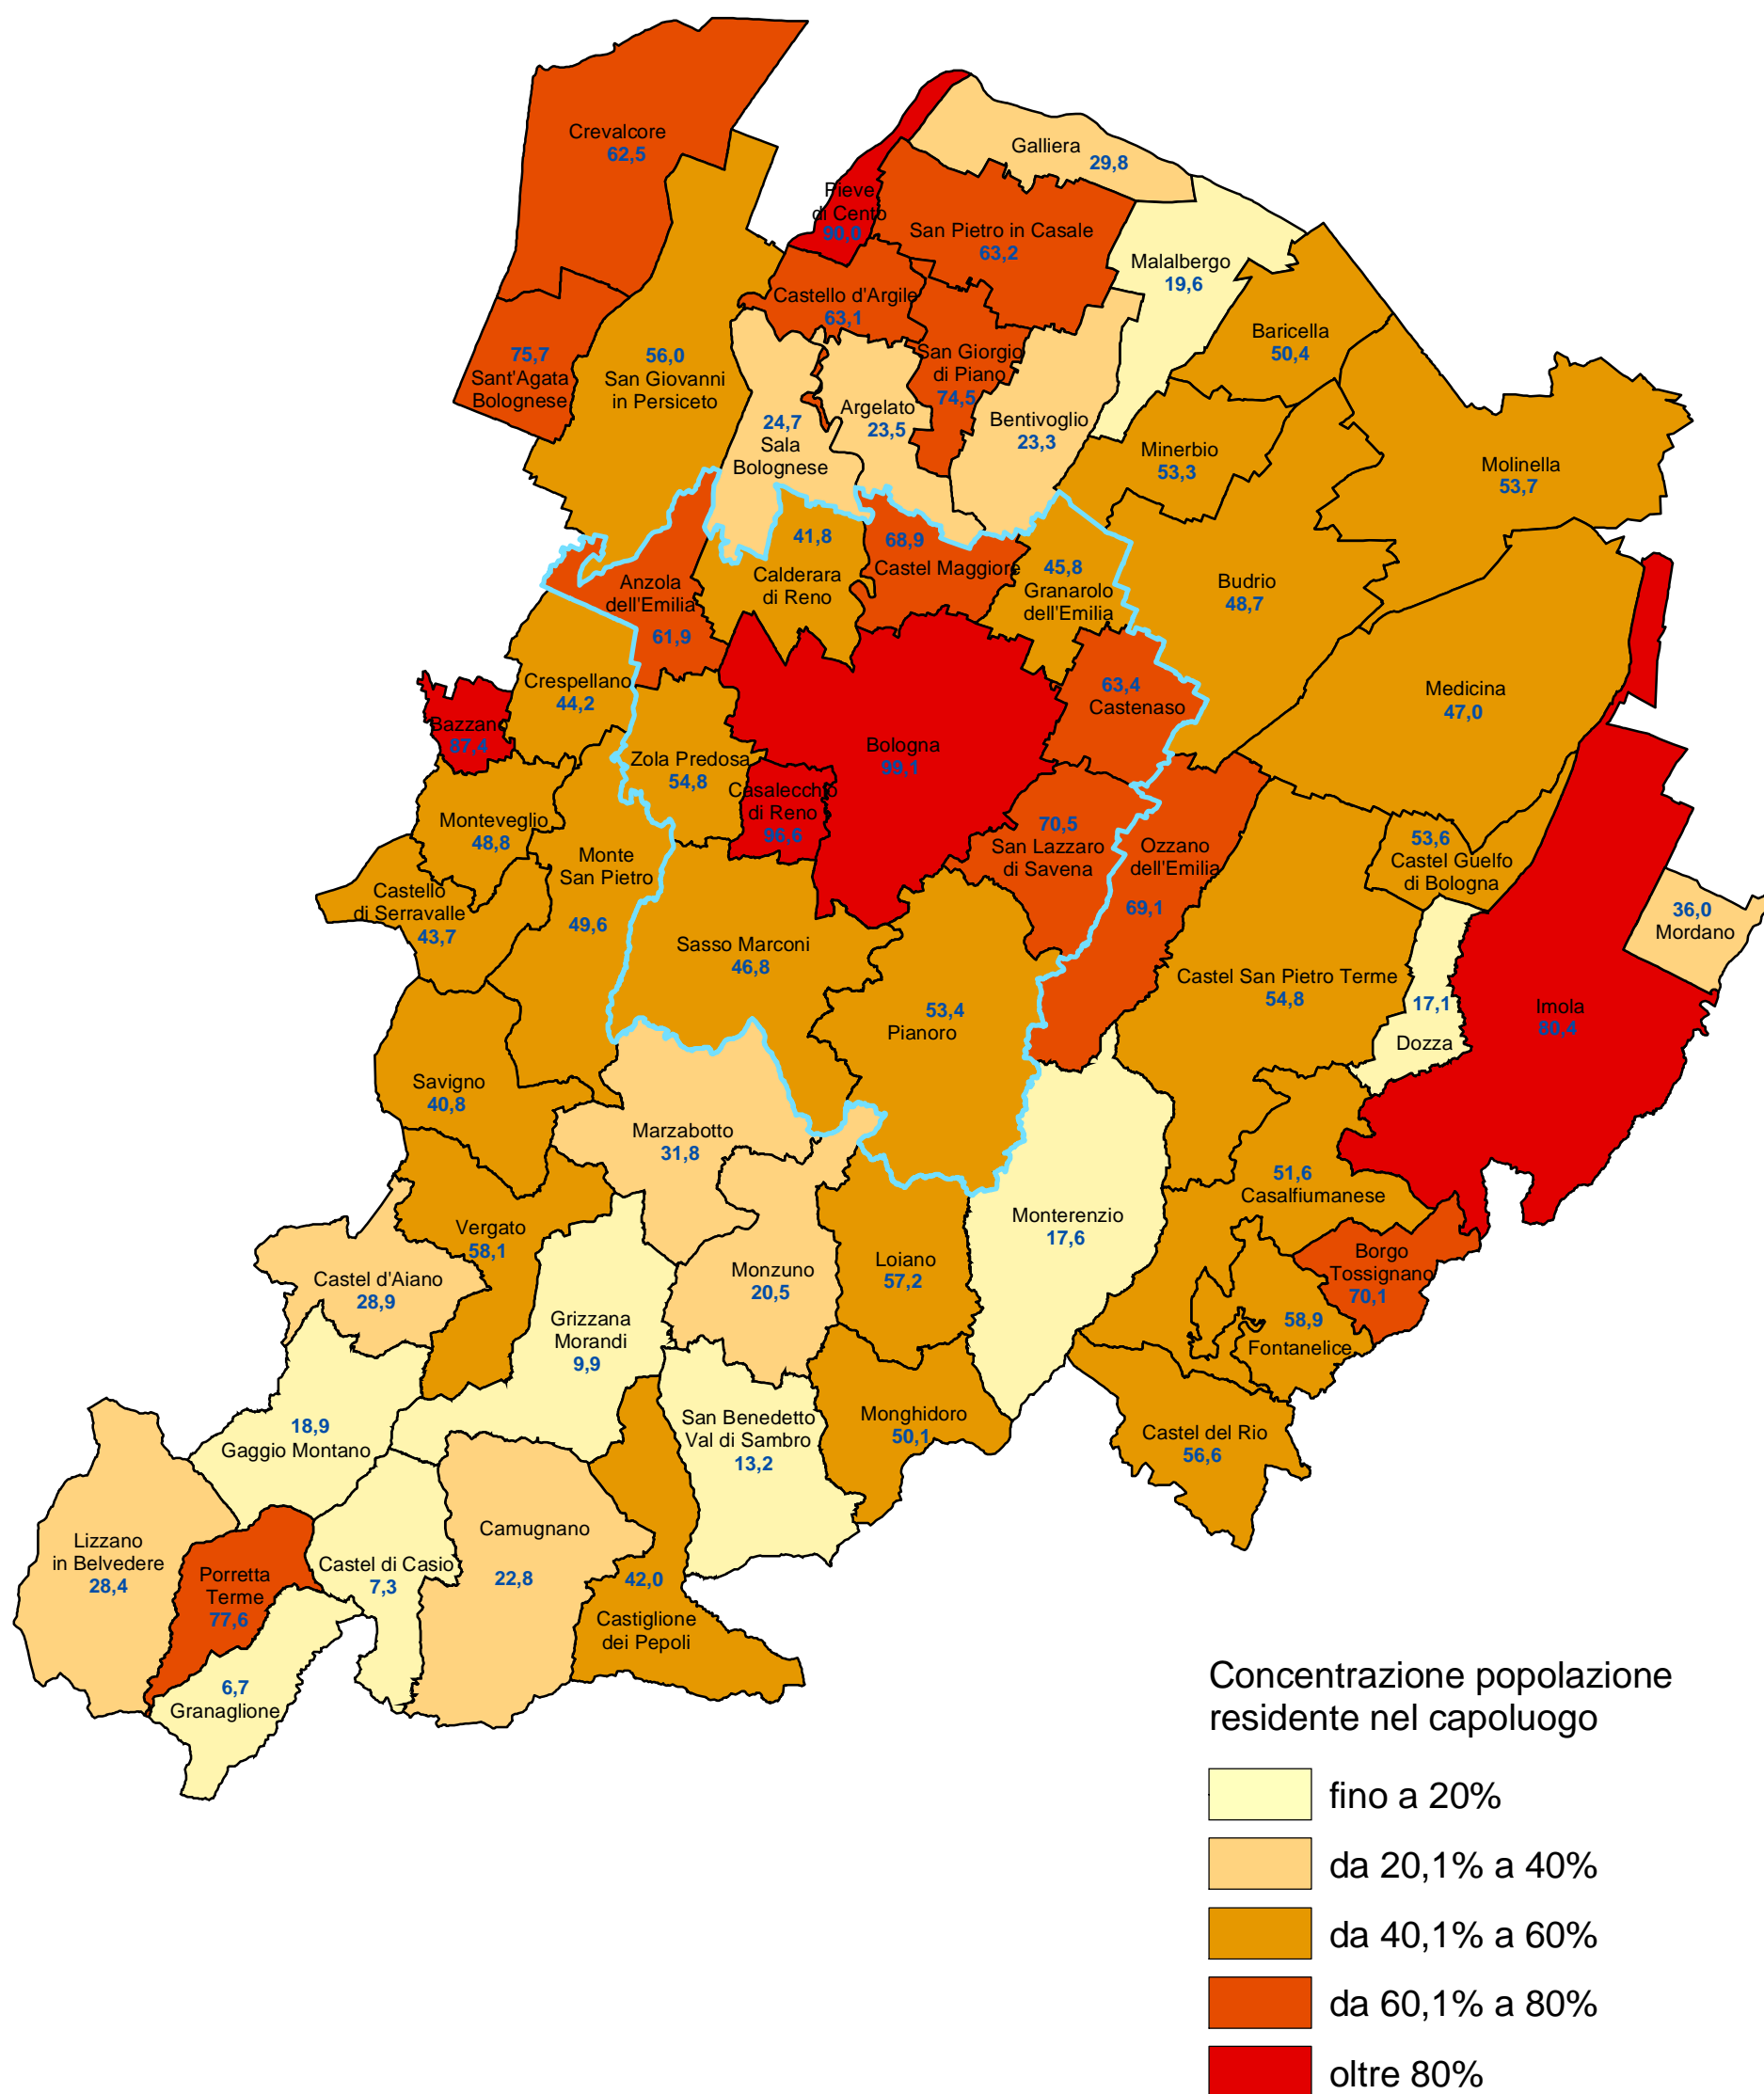 Crevalcore
62,5
Galliera
29,8
Pieve
di Cento
90,0
San Pietro in Casale
63,2
Malalbergo
19,6
Castello d'Argile
63,1
Baricella
50,4
75,7
Sant'Agata
Bolognese
56,0
San Giovanni
in Persiceto
San Giorgio
di Piano
74,5
24,7
Sala
Bolognese
Argelato
23,5
Bentivoglio
23,3
Minerbio
53,3
Molinella
53,7
41,8
Calderara
di Reno
68,9
Castel Maggiore
45,8
Granarolo
dell'Emilia
Budrio
48,7
Anzola
dell'Emilia
61,9
Crespellano
44,2
Bazzano
87,4
63,4
Castenaso
Medicina
47,0
Bologna
99,1
Zola Predosa
54,8
Casalecchio
di Reno
96,6
Monteveglio
48,8
Monte
San Pietro
49,6
70,5
San Lazzaro
di Savena
Ozzano
dell'Emilia
69,1
53,6
Castel Guelfo
di Bologna
Castello
di Serravalle
43,7
36,0
Mordano
Sasso Marconi
46,8
Castel San Pietro Terme
54,8
17,1
Dozza
Imola
80,4
53,4
Pianoro
Savigno
40,8
Marzabotto
31,8
51,6
Casalfiumanese
Vergato
58,1
Monterenzio
17,6
Castel d'Aiano
28,9
Monzuno
20,5
Loiano
57,2
Borgo
Tossignano
70,1
Grizzana
Morandi
9,9
58,9
Fontanelice
18,9
Gaggio Montano
San Benedetto
Val di Sambro
13,2
Monghidoro
50,1
Castel del Rio
56,6
Lizzano
in Belvedere
28,4
Porretta
Terme
77,6
Castel di Casio
7,3
Camugnano
22,8
42,0
Castiglione
dei Pepoli
6,7
Granaglione
Concentrazione popolazione
residente nel capoluogo
fino a 20%
da 20,1% a 40%
da 40,1% a 60%
da 60,1% a 80%
oltre 80%